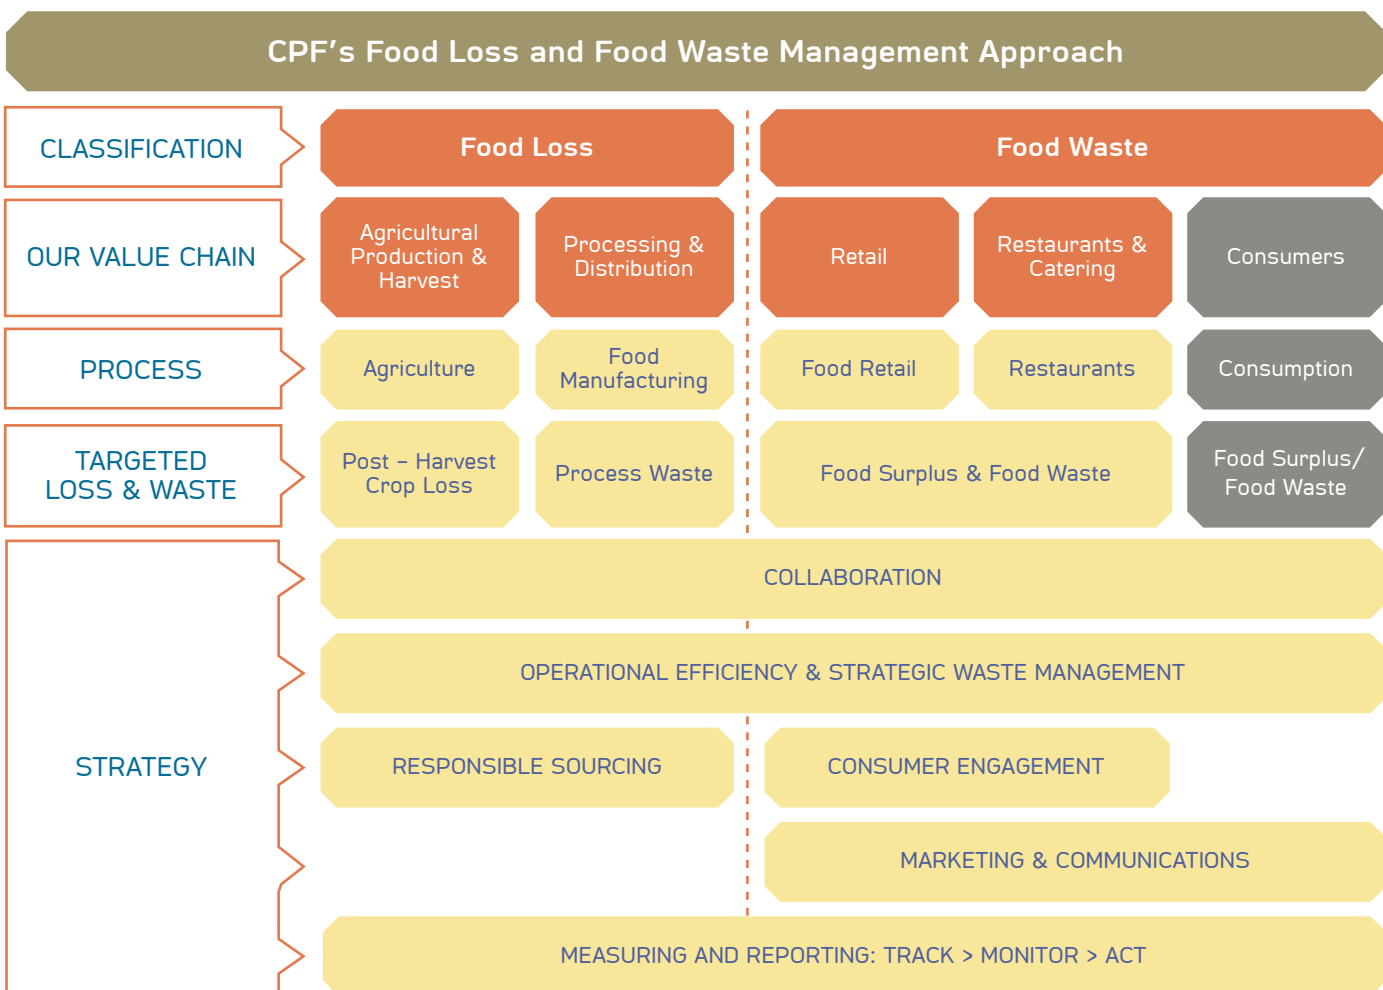 CPF’s Food Loss and Food Waste Management Approach
CLASSIFICATION
Food Loss
Food Waste
OUR VALUE CHAIN
Agricultural
Production &
Harvest
Processing &
Distribution
Retail
Restaurants &
Catering
Consumers
PROCESS
Agriculture
Food
Manufacturing
Food Retail
Restaurants
Consumption
TARGETED
LOSS & WASTE
Post – Harvest
Crop Loss
Process Waste
Food Surplus & Food Waste
Food Surplus/
Food Waste
STRATEGY
COLLABORATION
OPERATIONAL EFFICIENCY & STRATEGIC WASTE MANAGEMENT
RESPONSIBLE SOURCING
CONSUMER ENGAGEMENT
MARKETING & COMMUNICATIONS
MEASURING AND REPORTING: TRACK > MONITOR > ACT